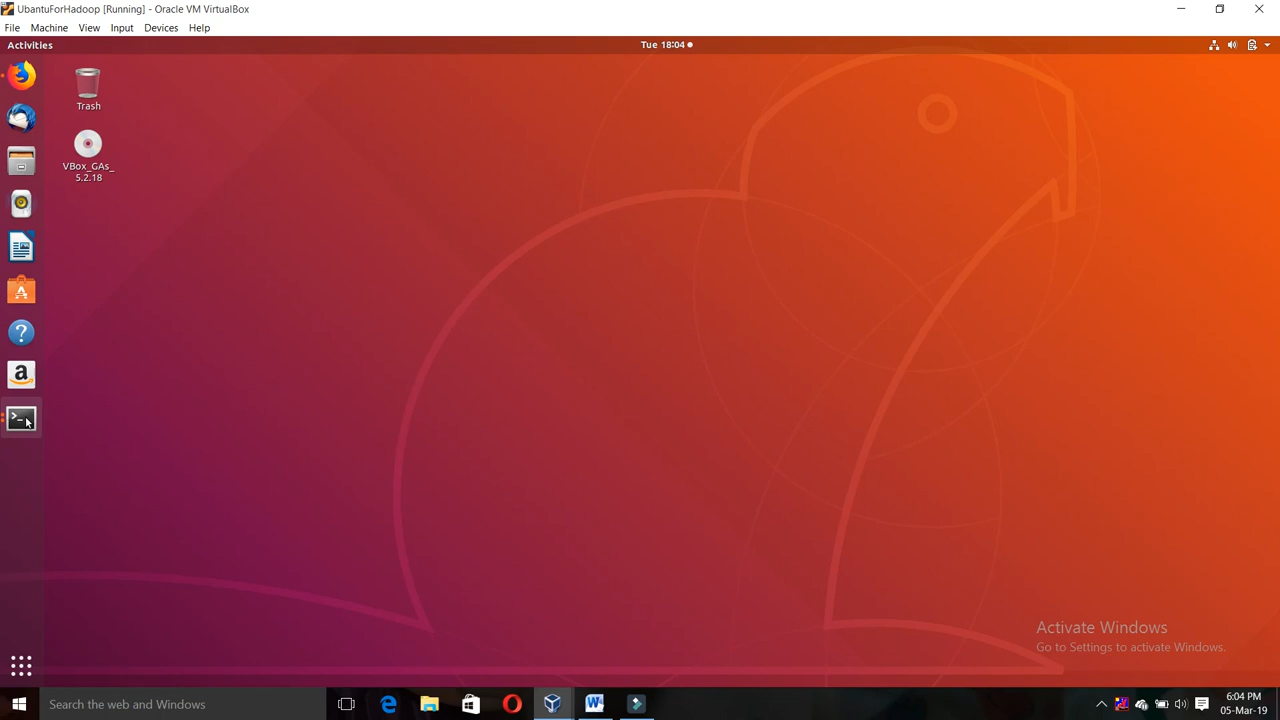 UbantuForHadoop [Running] - Oracle VM VirtualBox
File Machine View Input Devices Help
Activities
Tue 18:04
Trash
VBox_GAs_
5.2.18
Activate Windows
Go to Settings to activate Windows.
Search the web and Windows
6:04 PM
05-Mar-19